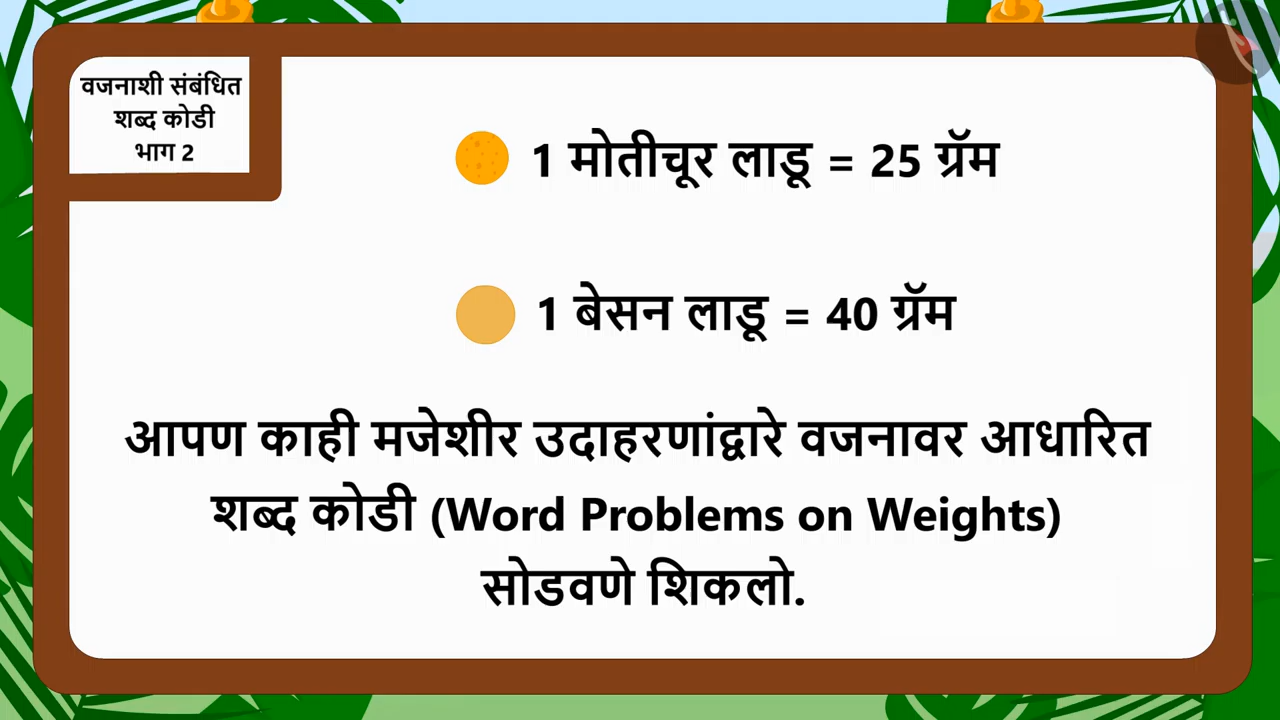 वजनाशी संबंधित
शब्द कोडी
भाग 2
1 मोतीचूर लाडू = 25 ग्रॅम
1 बेसन लाडू = 40 ग्रॅम
आपण काही मजेशीर उदाहरणांद्वारे वजनावर आधारित
शब्द कोडी (Word Problems on Weights)
सोडवणे शिकलो.